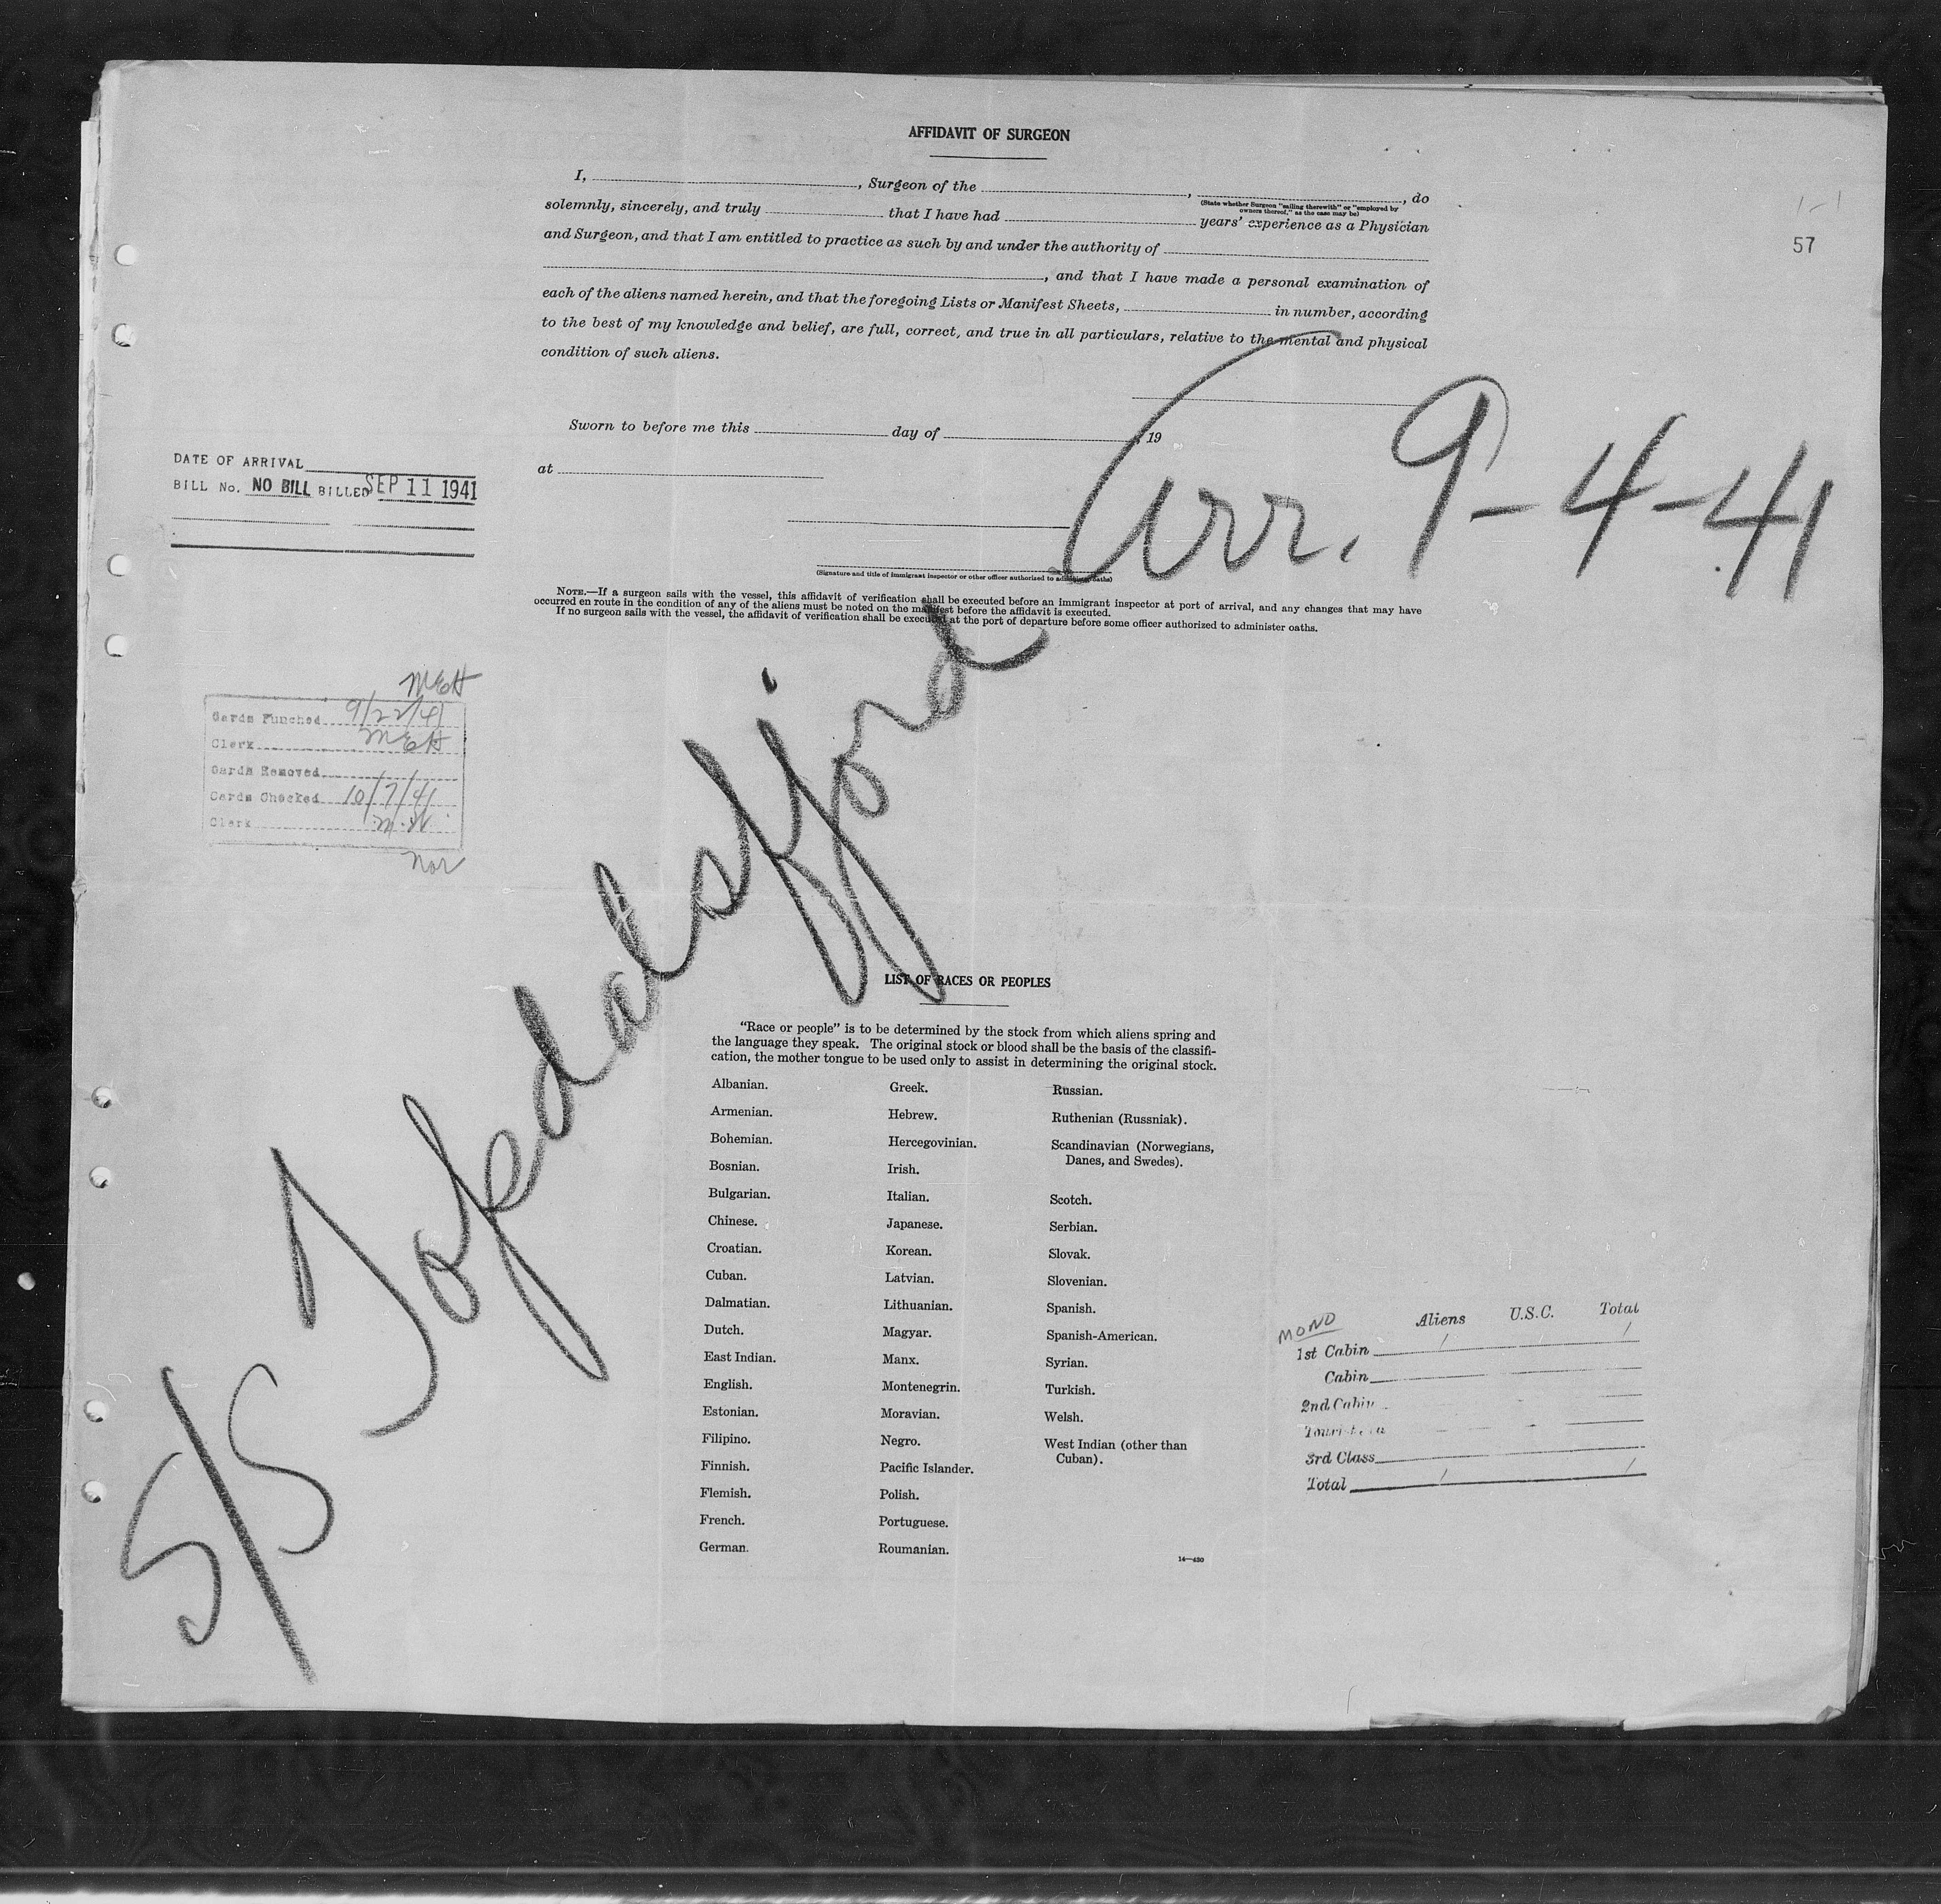 AFFIDAVIT OF SURGEON
I, , Surgeon of the , , do
(State whether Surgeon "sailing therewith" or "employed by
owners thereof," as the case may be)
solemnly, sincerely, and truly that I have had years' experience as a Physician
and Surgeon, and that I am entitled to practice as such by and under the authority of
, and that I have made a personal examination of
each of the aliens named herein, and that the foregoing Lists or Manifest Sheets, in number, according
to the best of my knowledge and belief, are full, correct, and true in all particulars, relative to the mental and physical
condition of such aliens.
57
Sworn to before me this day of , 19
at
Arr. 9-4-41
DATE OF ARRIVAL
BILL No. NO BILL BILLED SEP 11 1941
(Signature and title of immigrant inspector or other officer authorized to administer oaths)
NOTE.—If a surgeon sails with the vessel, this affidavit of verification shall be executed before an immigrant inspector at port of arrival, and any changes that may have
occurred en route in the condition of any of the aliens must be noted on the manifest before the affidavit is executed.
If no surgeon sails with the vessel, the affidavit of verification shall be executed at the port of departure before some officer authorized to administer oaths.
MEH
Cards Punched 9/22/41
Clerk MEH
Cards Removed
Cards Checked 10/7/41
Clerk
Nor
S/S Topdalsfjord
LIST OF RACES OR PEOPLES
"Race or people" is to be determined by the stock from which aliens spring and
the language they speak. The original stock or blood shall be the basis of the classifi-
cation, the mother tongue to be used only to assist in determining the original stock.
Albanian.
Armenian.
Bohemian.
Bosnian.
Bulgarian.
Chinese.
Croatian.
Cuban.
Dalmatian.
Dutch.
East Indian.
English.
Estonian.
Filipino.
Finnish.
Flemish.
French.
German.
Greek.
Hebrew.
Hercegovinian.
Irish.
Italian.
Japanese.
Korean.
Latvian.
Lithuanian.
Magyar.
Manx.
Montenegrin.
Moravian.
Negro.
Pacific Islander.
Polish.
Portuguese.
Roumanian.
Russian.
Ruthenian (Russniak).
Scandinavian (Norwegians,
Danes, and Swedes).
Scotch.
Serbian.
Slovak.
Slovenian.
Spanish.
Spanish-American.
Syrian.
Turkish.
Welsh.
West Indian (other than
Cuban).
14—430
MONO
Aliens U.S.C. Total
1st Cabin 1 1
Cabin
2nd Cabin
3rd Class
Total 1 1